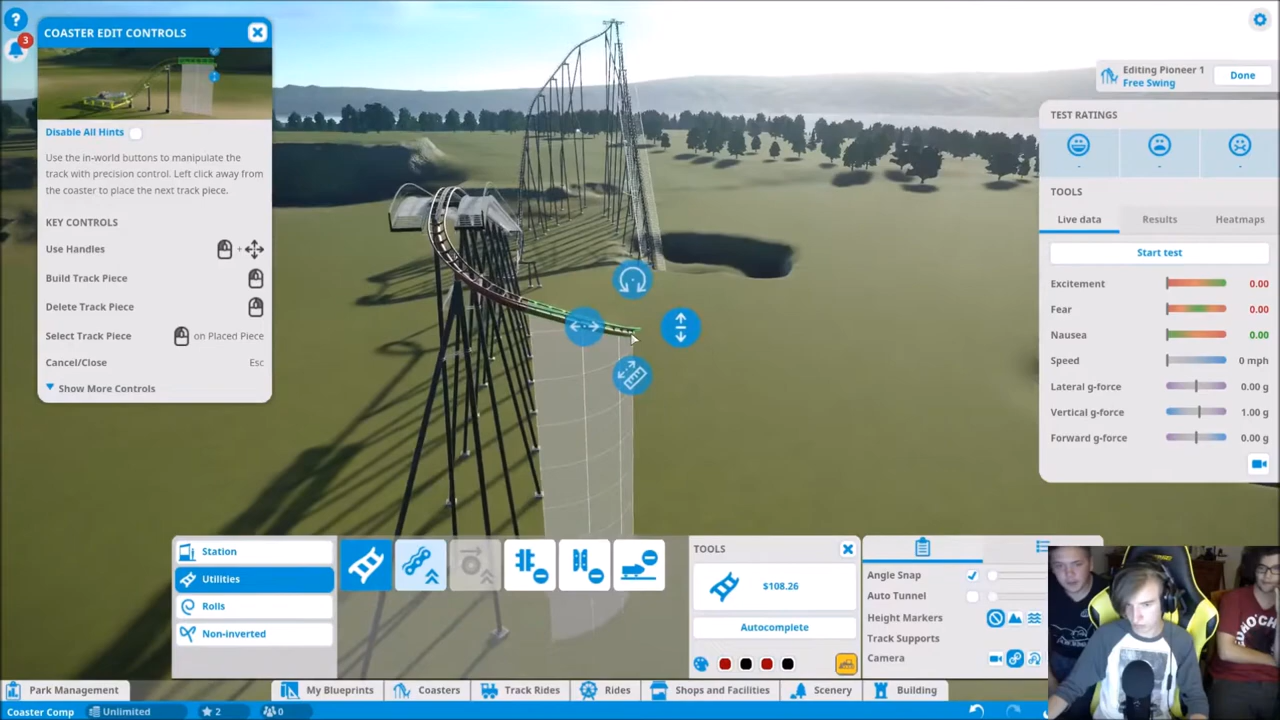 ?
3
COASTER EDIT CONTROLS
Disable All Hints
Use the in-world buttons to manipulate the
track with precision control. Left click away from
the coaster to place the next track piece.
KEY CONTROLS
Use Handles
+
Build Track Piece
Delete Track Piece
Select Track Piece on Placed Piece
Cancel/Close Esc
Show More Controls
Editing Pioneer 1
Free Swing
Done
TEST RATINGS
- - -
TOOLS
Live data Results Heatmaps
Start test
Excitement 0.00
Fear 0.00
Nausea 0.00
Speed 0 mph
Lateral g-force 0.00 g
Vertical g-force 1.00 g
Forward g-force 0.00 g
Station
Utilities
Rolls
Non-inverted
TOOLS
$108.26
Autocomplete
Angle Snap
Auto Tunnel
Height Markers
Track Supports
Camera
Park Management My Blueprints Coasters Track Rides Rides Shops and Facilities Scenery Building
Coaster Comp Unlimited 2 0